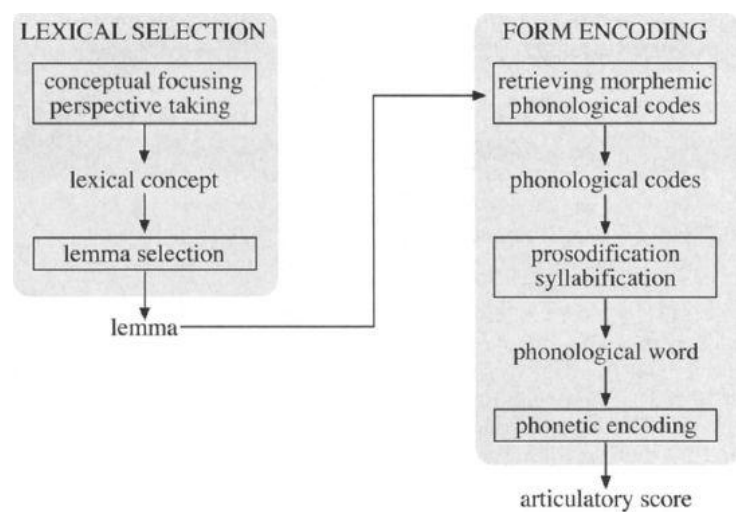 LEXICAL SELECTION
conceptual focusing
perspective taking
lexical concept
lemma selection
lemma
FORM ENCODING
retrieving morphemic
phonological codes
phonological codes
prosodification
syllabification
phonological word
phonetic encoding
articulatory score